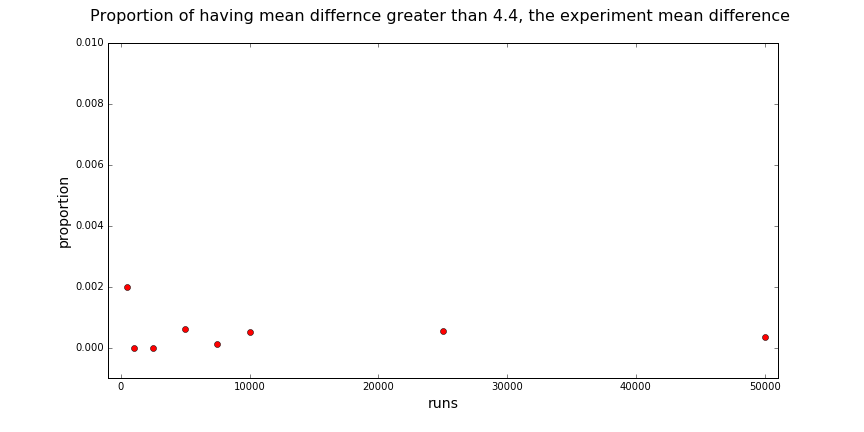 Proportion of having mean differnce greater than 4.4, the experiment mean difference
0.010
0.008
0.006
0.004
0.002
0.000
proportion
0 10000 20000 30000 40000 50000
runs